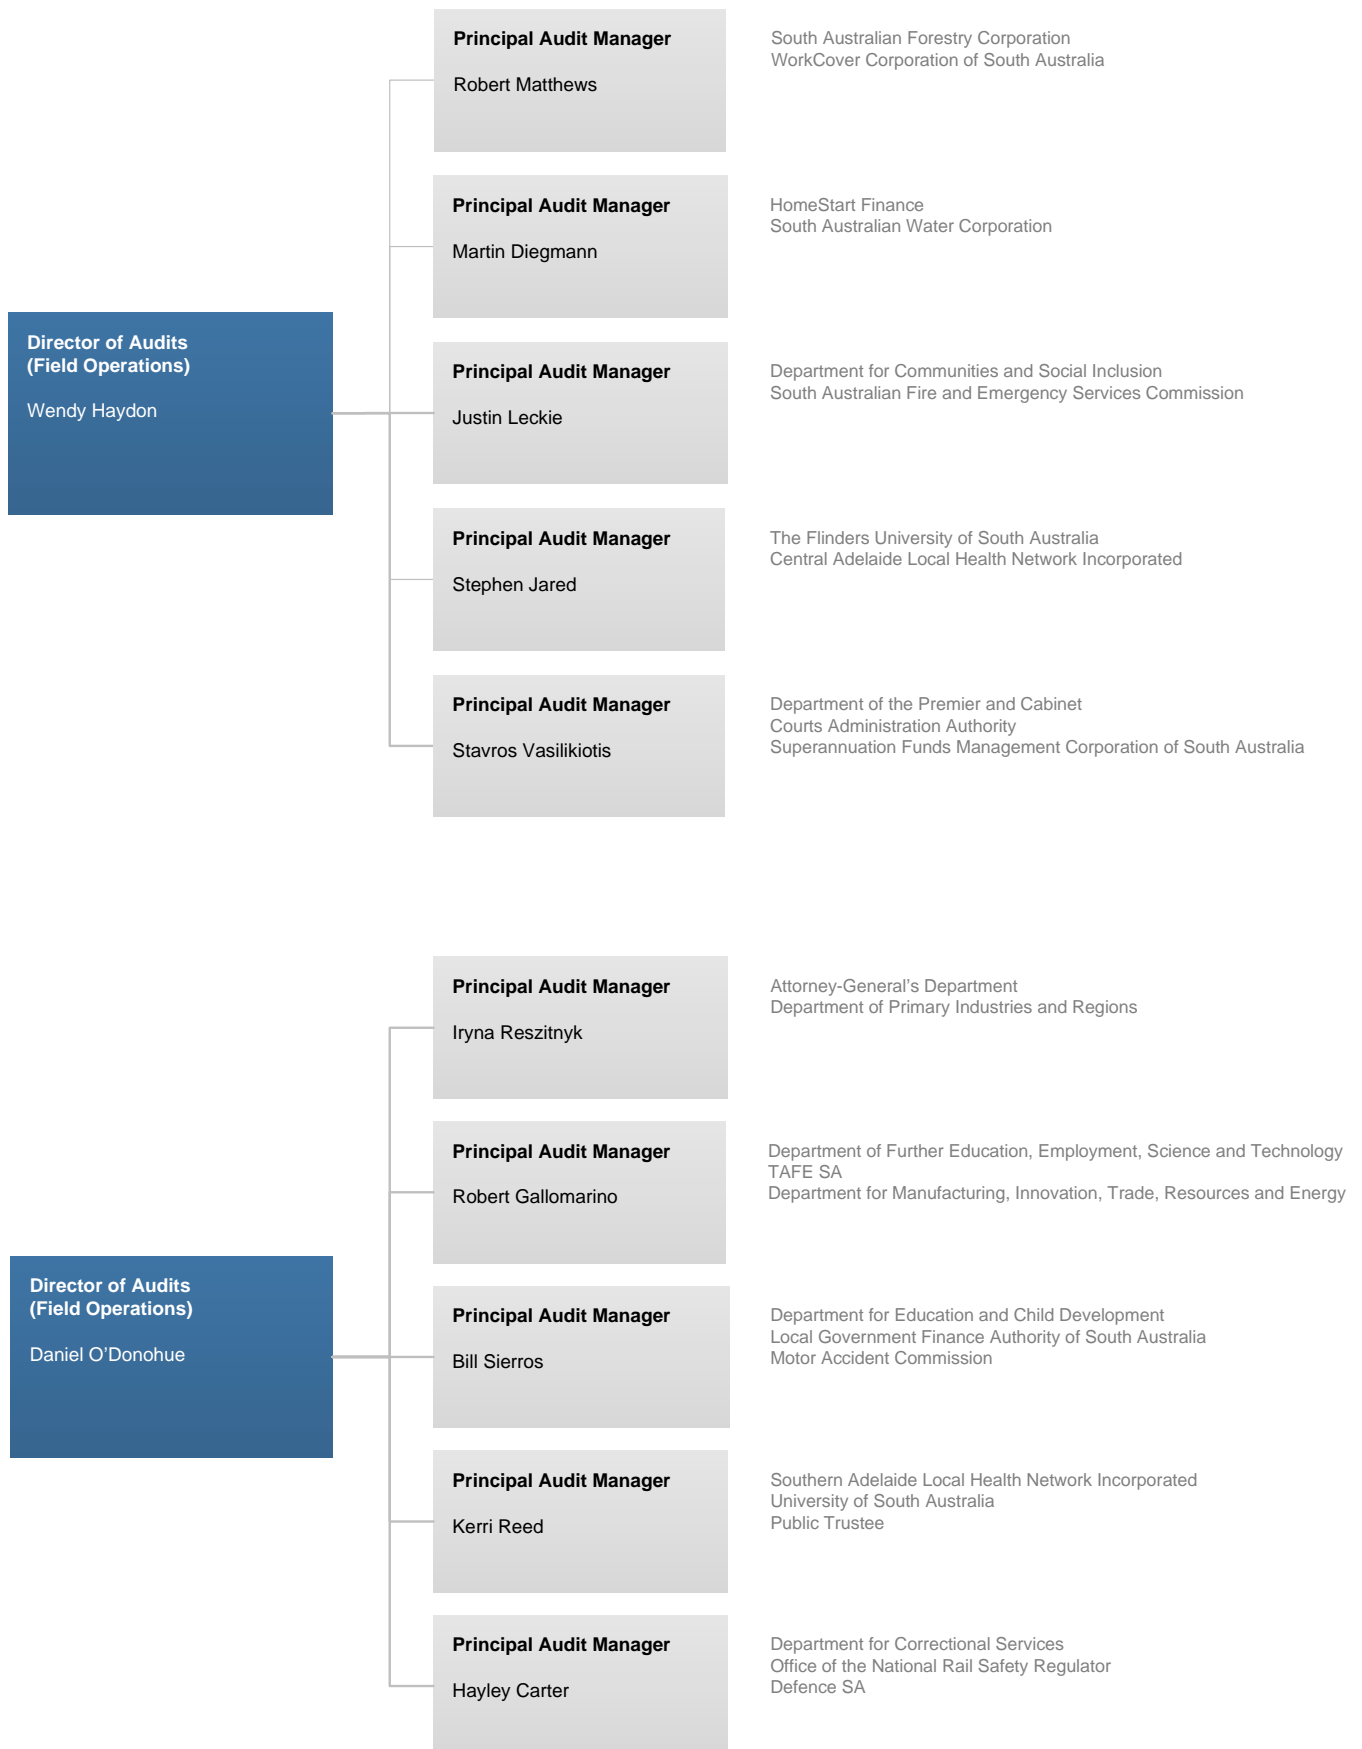 Principal Audit Manager
Robert Matthews
South Australian Forestry Corporation
WorkCover Corporation of South Australia
Principal Audit Manager
Martin Diegmann
HomeStart Finance
South Australian Water Corporation
Director of Audits
(Field Operations)
Wendy Haydon
Principal Audit Manager
Justin Leckie
Department for Communities and Social Inclusion
South Australian Fire and Emergency Services Commission
Principal Audit Manager
Stephen Jared
The Flinders University of South Australia
Central Adelaide Local Health Network Incorporated
Principal Audit Manager
Stavros Vasilikiotis
Department of the Premier and Cabinet
Courts Administration Authority
Superannuation Funds Management Corporation of South Australia
Principal Audit Manager
Iryna Reszitnyk
Attorney-General’s Department
Department of Primary Industries and Regions
Principal Audit Manager
Robert Gallomarino
Department of Further Education, Employment, Science and Technology
TAFE SA
Department for Manufacturing, Innovation, Trade, Resources and Energy
Director of Audits
(Field Operations)
Daniel O’Donohue
Principal Audit Manager
Bill Sierros
Department for Education and Child Development
Local Government Finance Authority of South Australia
Motor Accident Commission
Principal Audit Manager
Kerri Reed
Southern Adelaide Local Health Network Incorporated
University of South Australia
Public Trustee
Principal Audit Manager
Hayley Carter
Department for Correctional Services
Office of the National Rail Safety Regulator
Defence SA